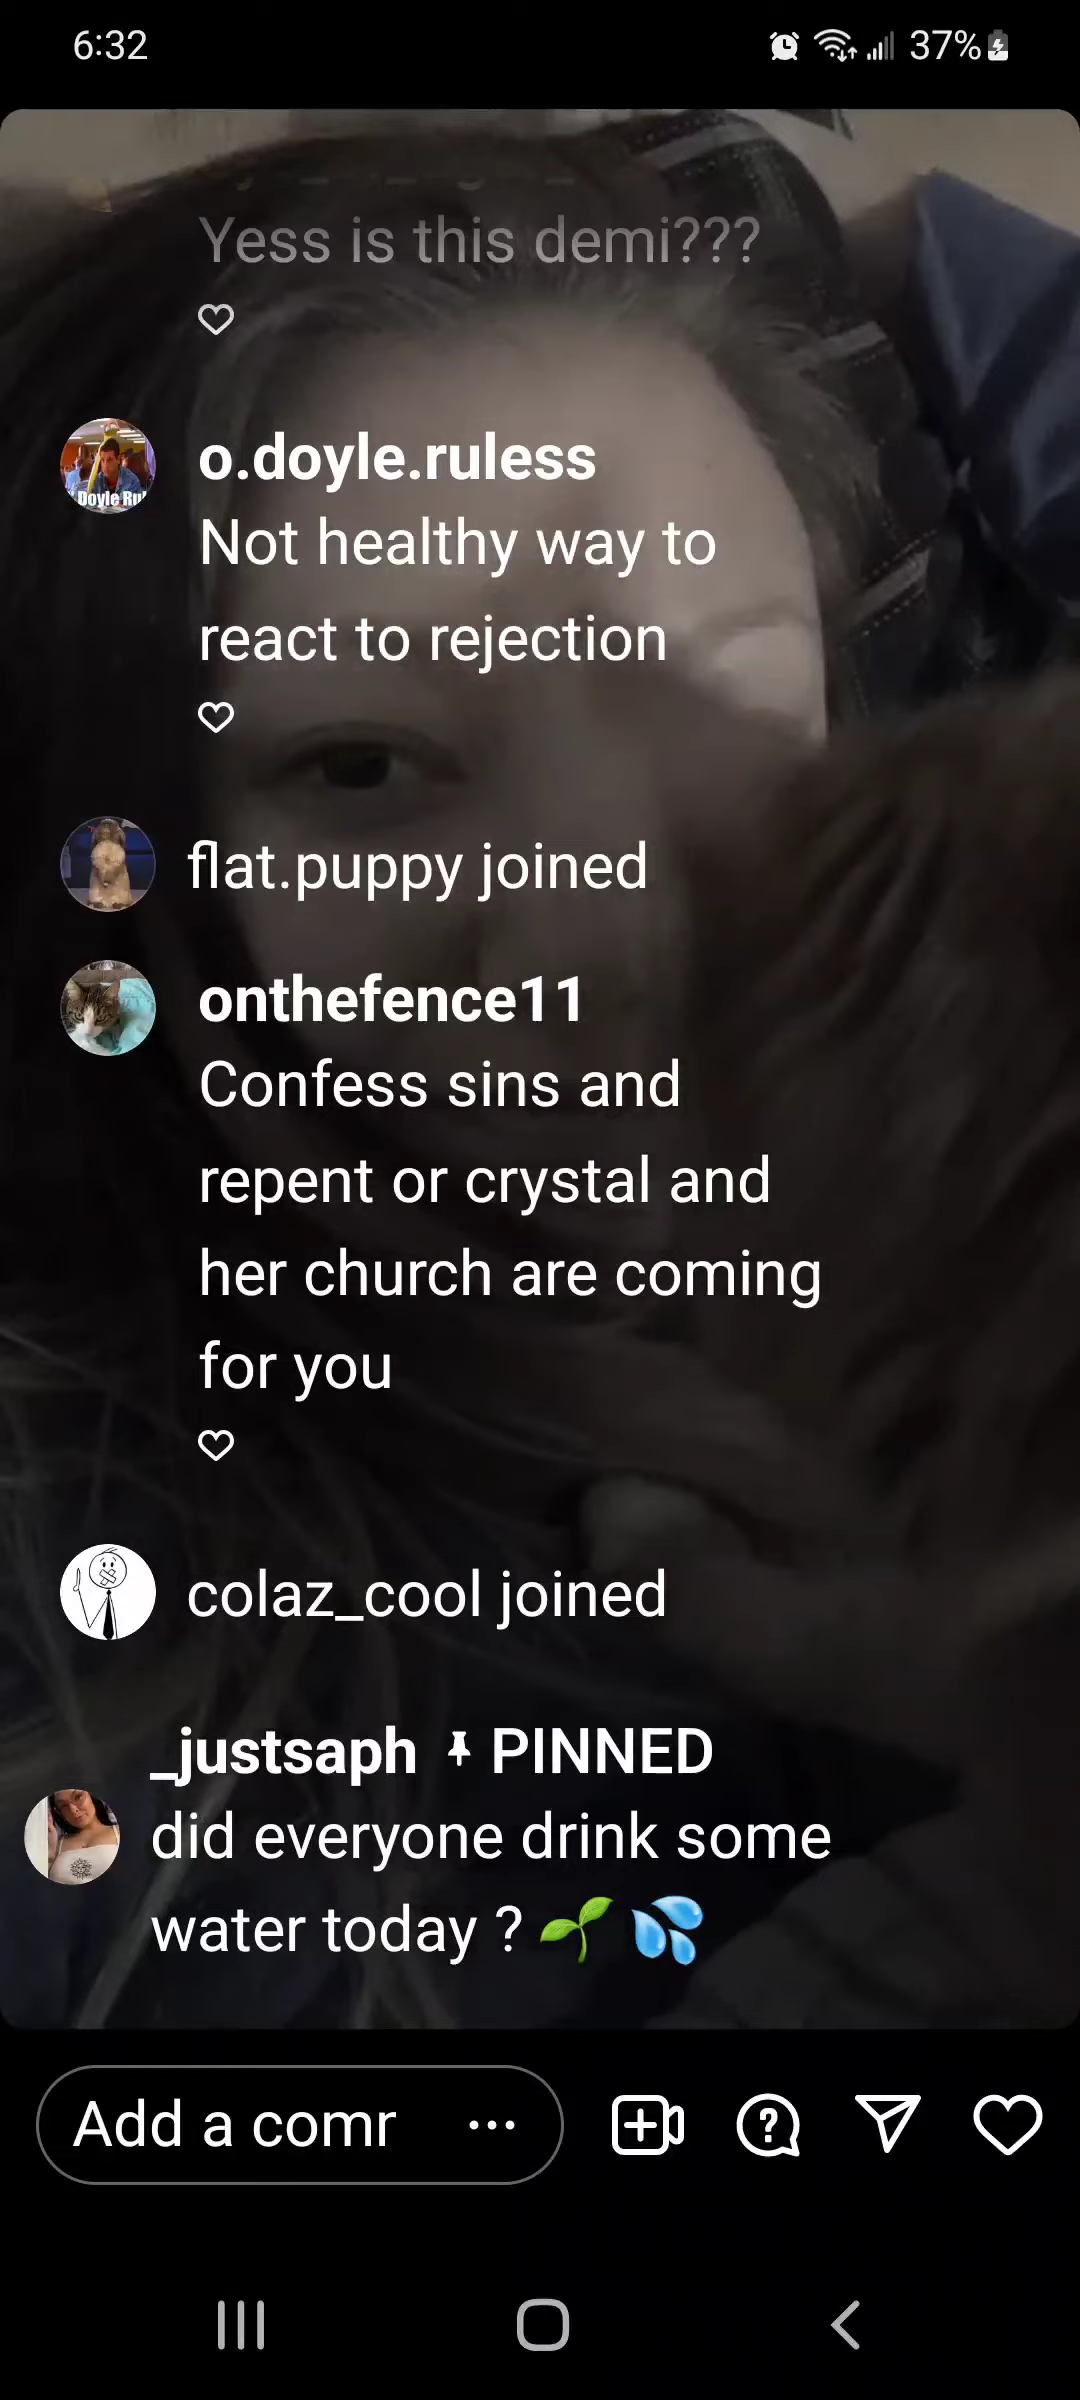 6:32
37%
Yess is this demi???
o.doyle.ruless
Not healthy way to
react to rejection
flat.puppy joined
onthefence11
Confess sins and
repent or crystal and
her church are coming
for you
colaz_cool joined
_justsaph PINNED
did everyone drink some
water today ? 🌱 💦
Add a comr ...